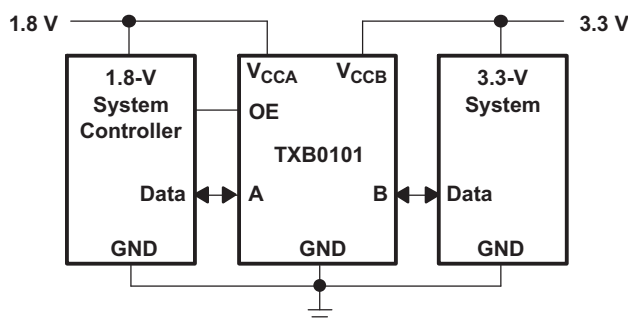 1.8 V
3.3 V
1.8-V
System
Controller
Data
GND
VCCA
VCCB
OE
TXB0101
A
B
GND
3.3-V
System
Data
GND